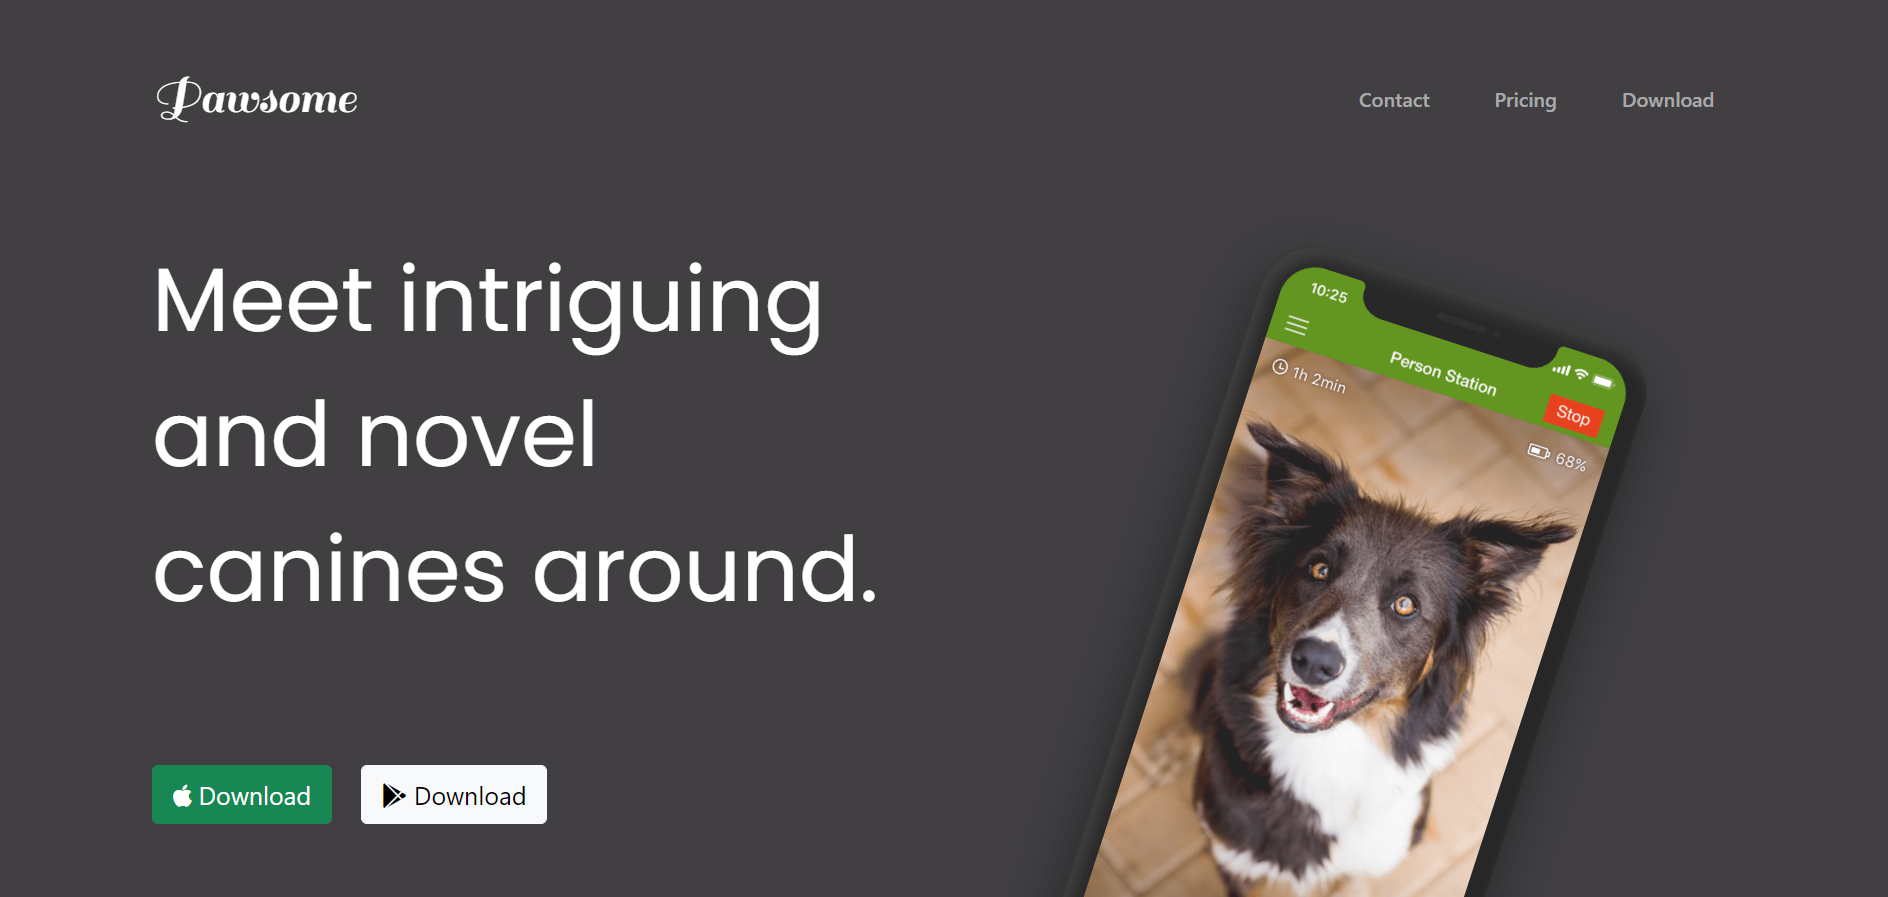 Pawsome
Contact
Pricing
Download
Meet intriguing
and novel
canines around.
Download
Download
10:25
Person Station
Stop
1h 2min
68%